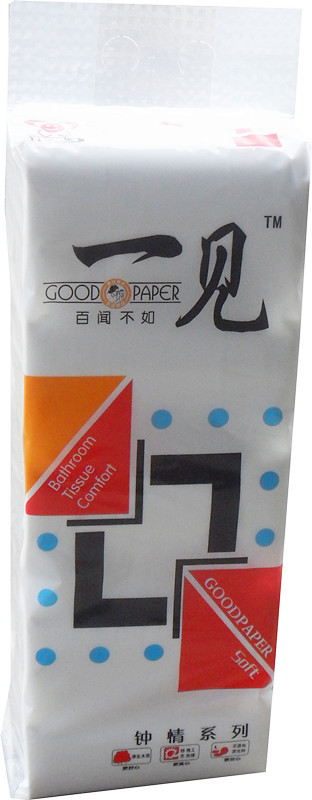 一见 TM
GOOD PAPER
百闻不如
Bathroom
Tissue
Comfort
GOODPAPER
Soft
钟情系列